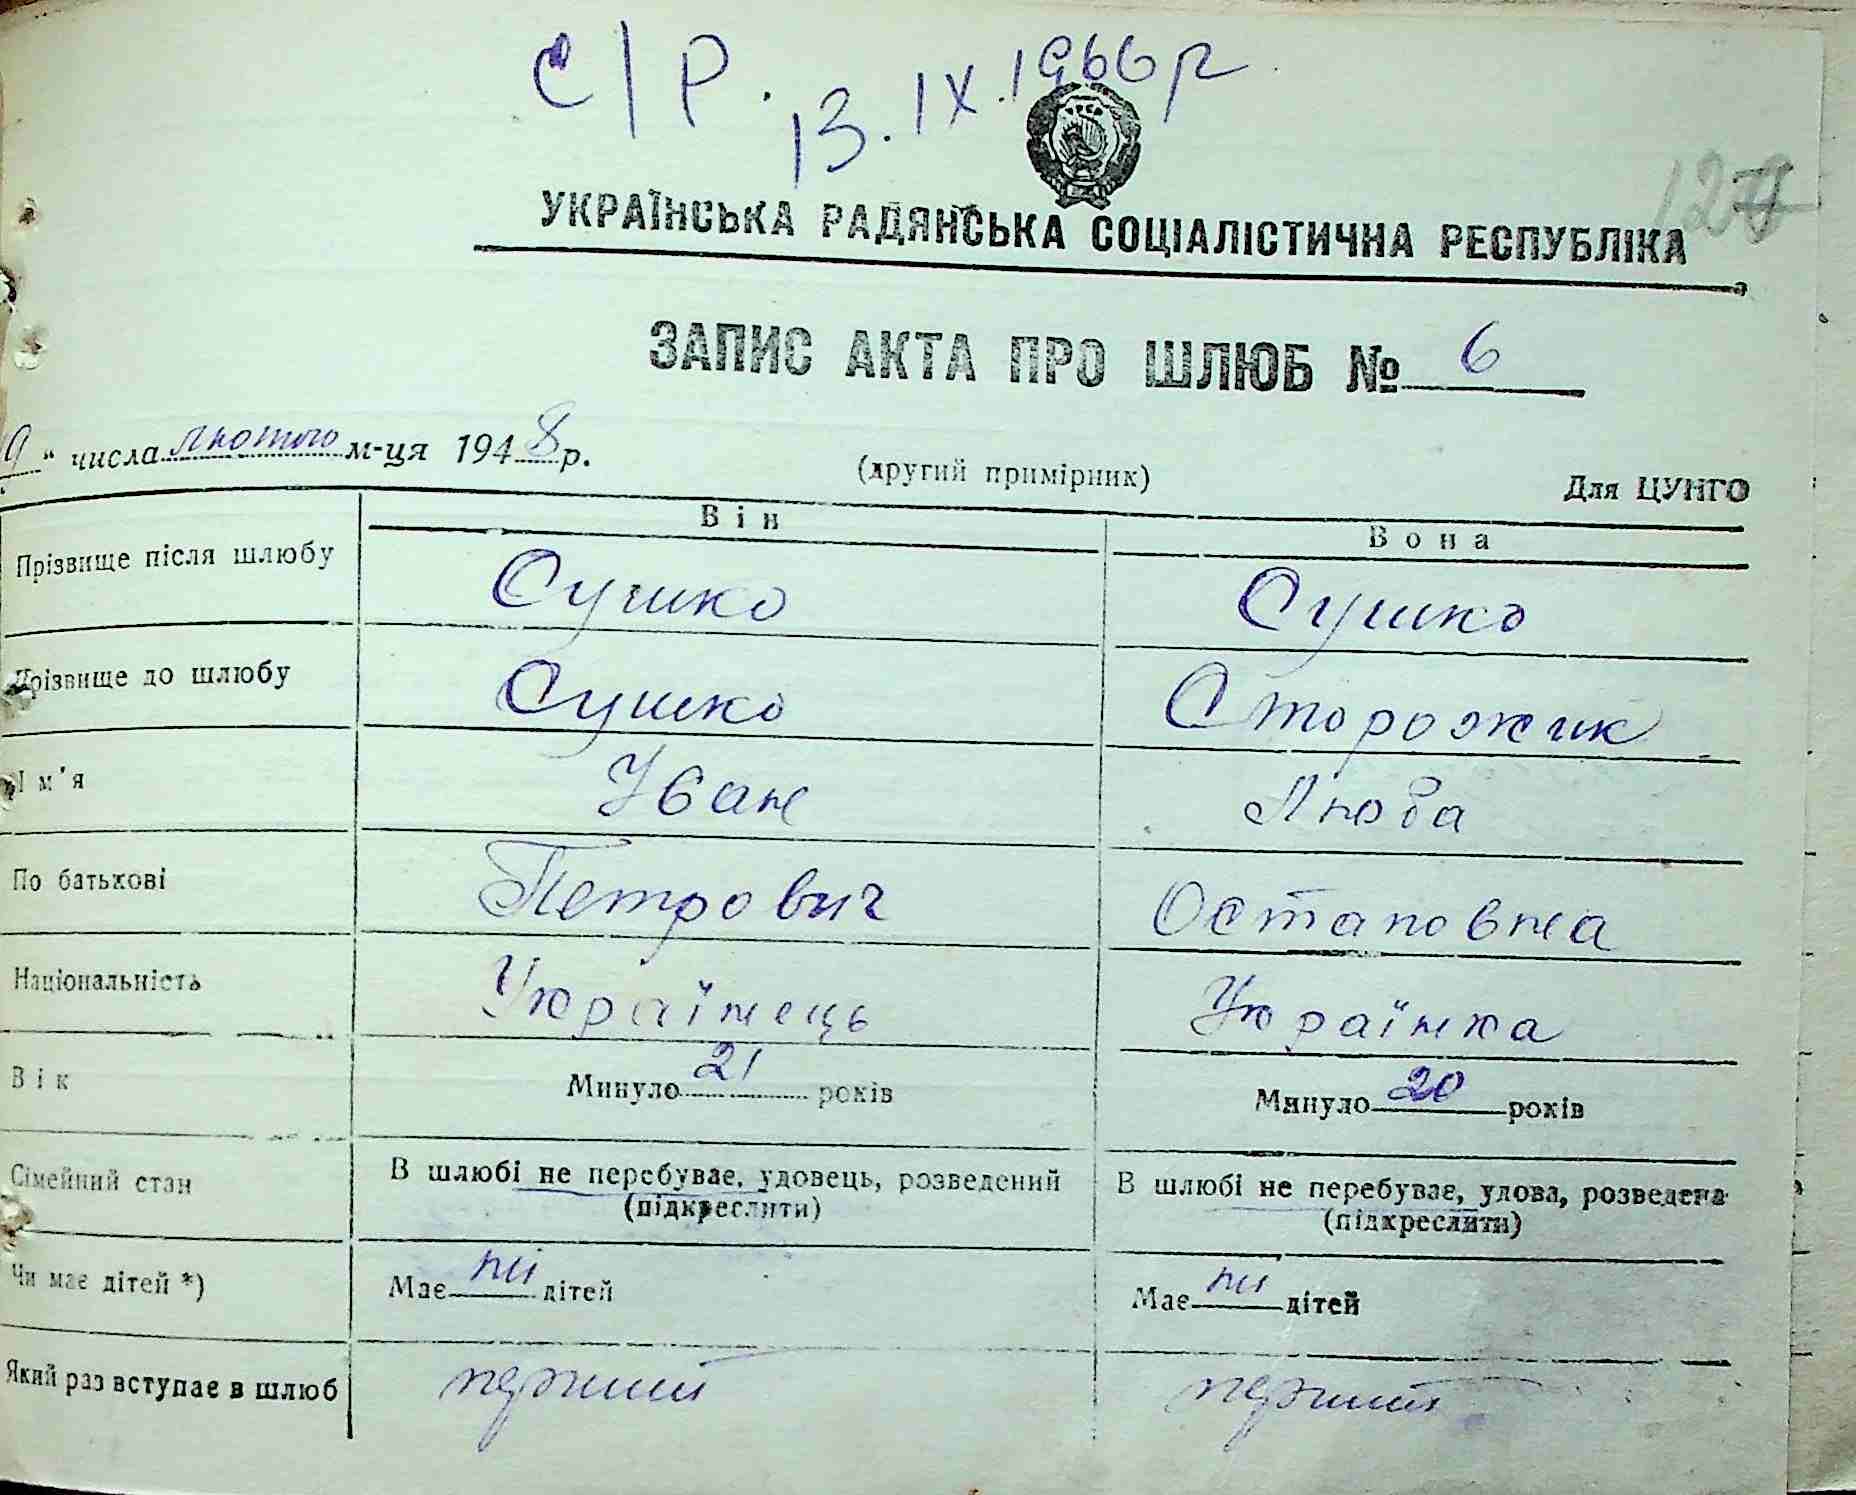 С/Р. 13.IX.1966р.
УРСР
УКРАЇНСЬКА РАДЯНСЬКА СОЦІАЛІСТИЧНА РЕСПУБЛІКА
ЗАПИС АКТА ПРО ШЛЮБ № 6
9 " числа лютого м-ця 1948 р.
(другий примірник)
Для ЦУНГО
Він Вона
Прізвище після шлюбу Сушко Сушко
Прізвище до шлюбу Сушко Сторожик
Ім'я Іван Люба
По батькові Петрович Остаповна
Національність Українець Українка
Вік Минуло 21 років Минуло 20 років
Сімейний стан В шлюбі не перебуває, удовець, розведений В шлюбі не перебуває, удова, розведена
(підкреслити) (підкреслити)
Чи має дітей *) Має ні дітей Має ні дітей
Який раз вступає в шлюб перший перший